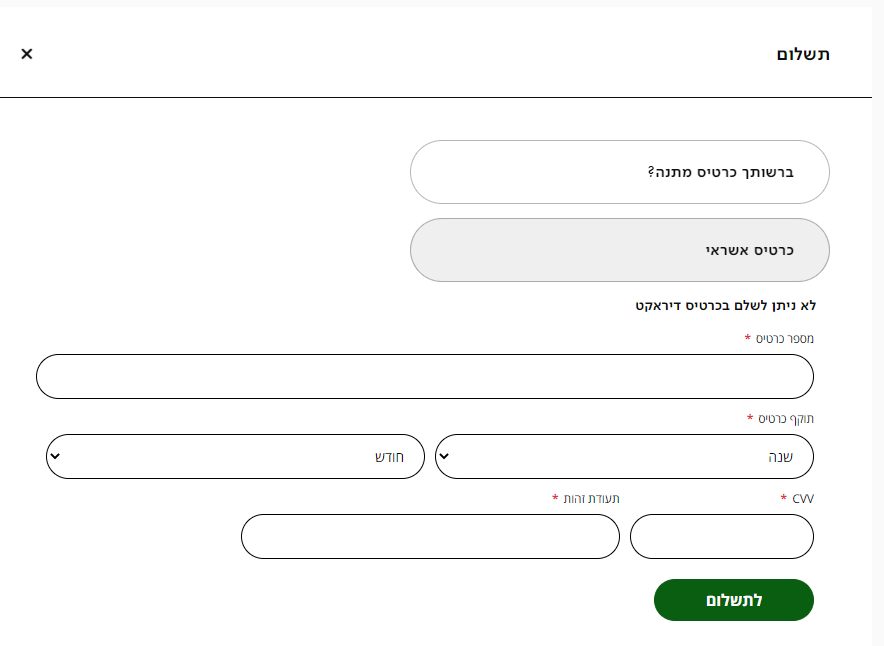 תשלום
ברשותך כרטיס מתנה?
כרטיס אשראי
לא ניתן לשלם בכרטיס דיראקט
מספר כרטיס *
תוקף כרטיס *
שנה חודש
CVV * תעודת זהות *
לתשלום